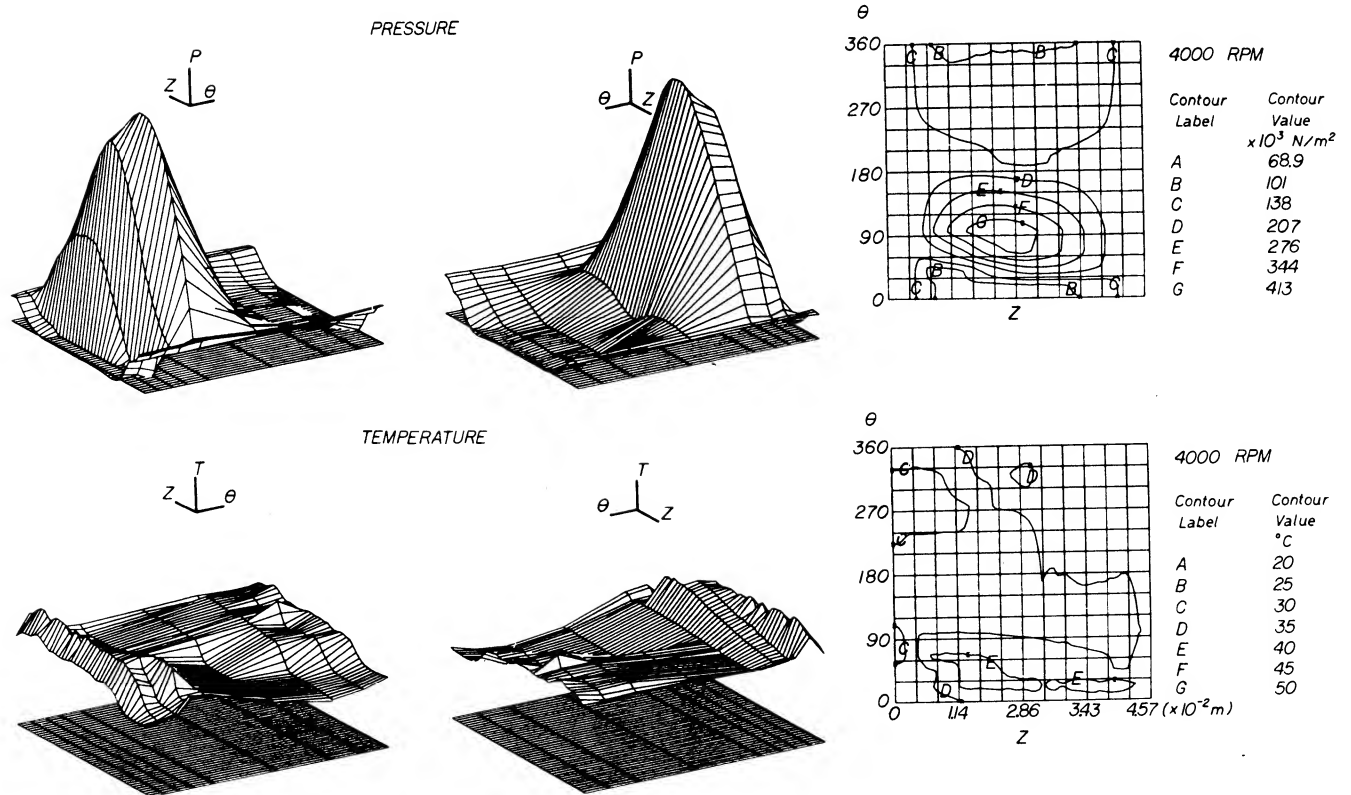 PRESSURE
P
Z θ
P
θ Z
θ
360
270
180
90
0
C B B C
D
E
F
G
B
C B C
Z
4000 RPM
Contour Contour
Label Value
×10³ N/m²
A 68.9
B 101
C 138
D 207
E 276
F 344
G 413
TEMPERATURE
T
Z θ
T
θ Z
θ
360
270
180
90
0
D
C D
C
E
E
D
0 1.14 2.86 3.43 4.57 (×10⁻² m)
Z
4000 RPM
Contour Contour
Label Value
°C
A 20
B 25
C 30
D 35
E 40
F 45
G 50